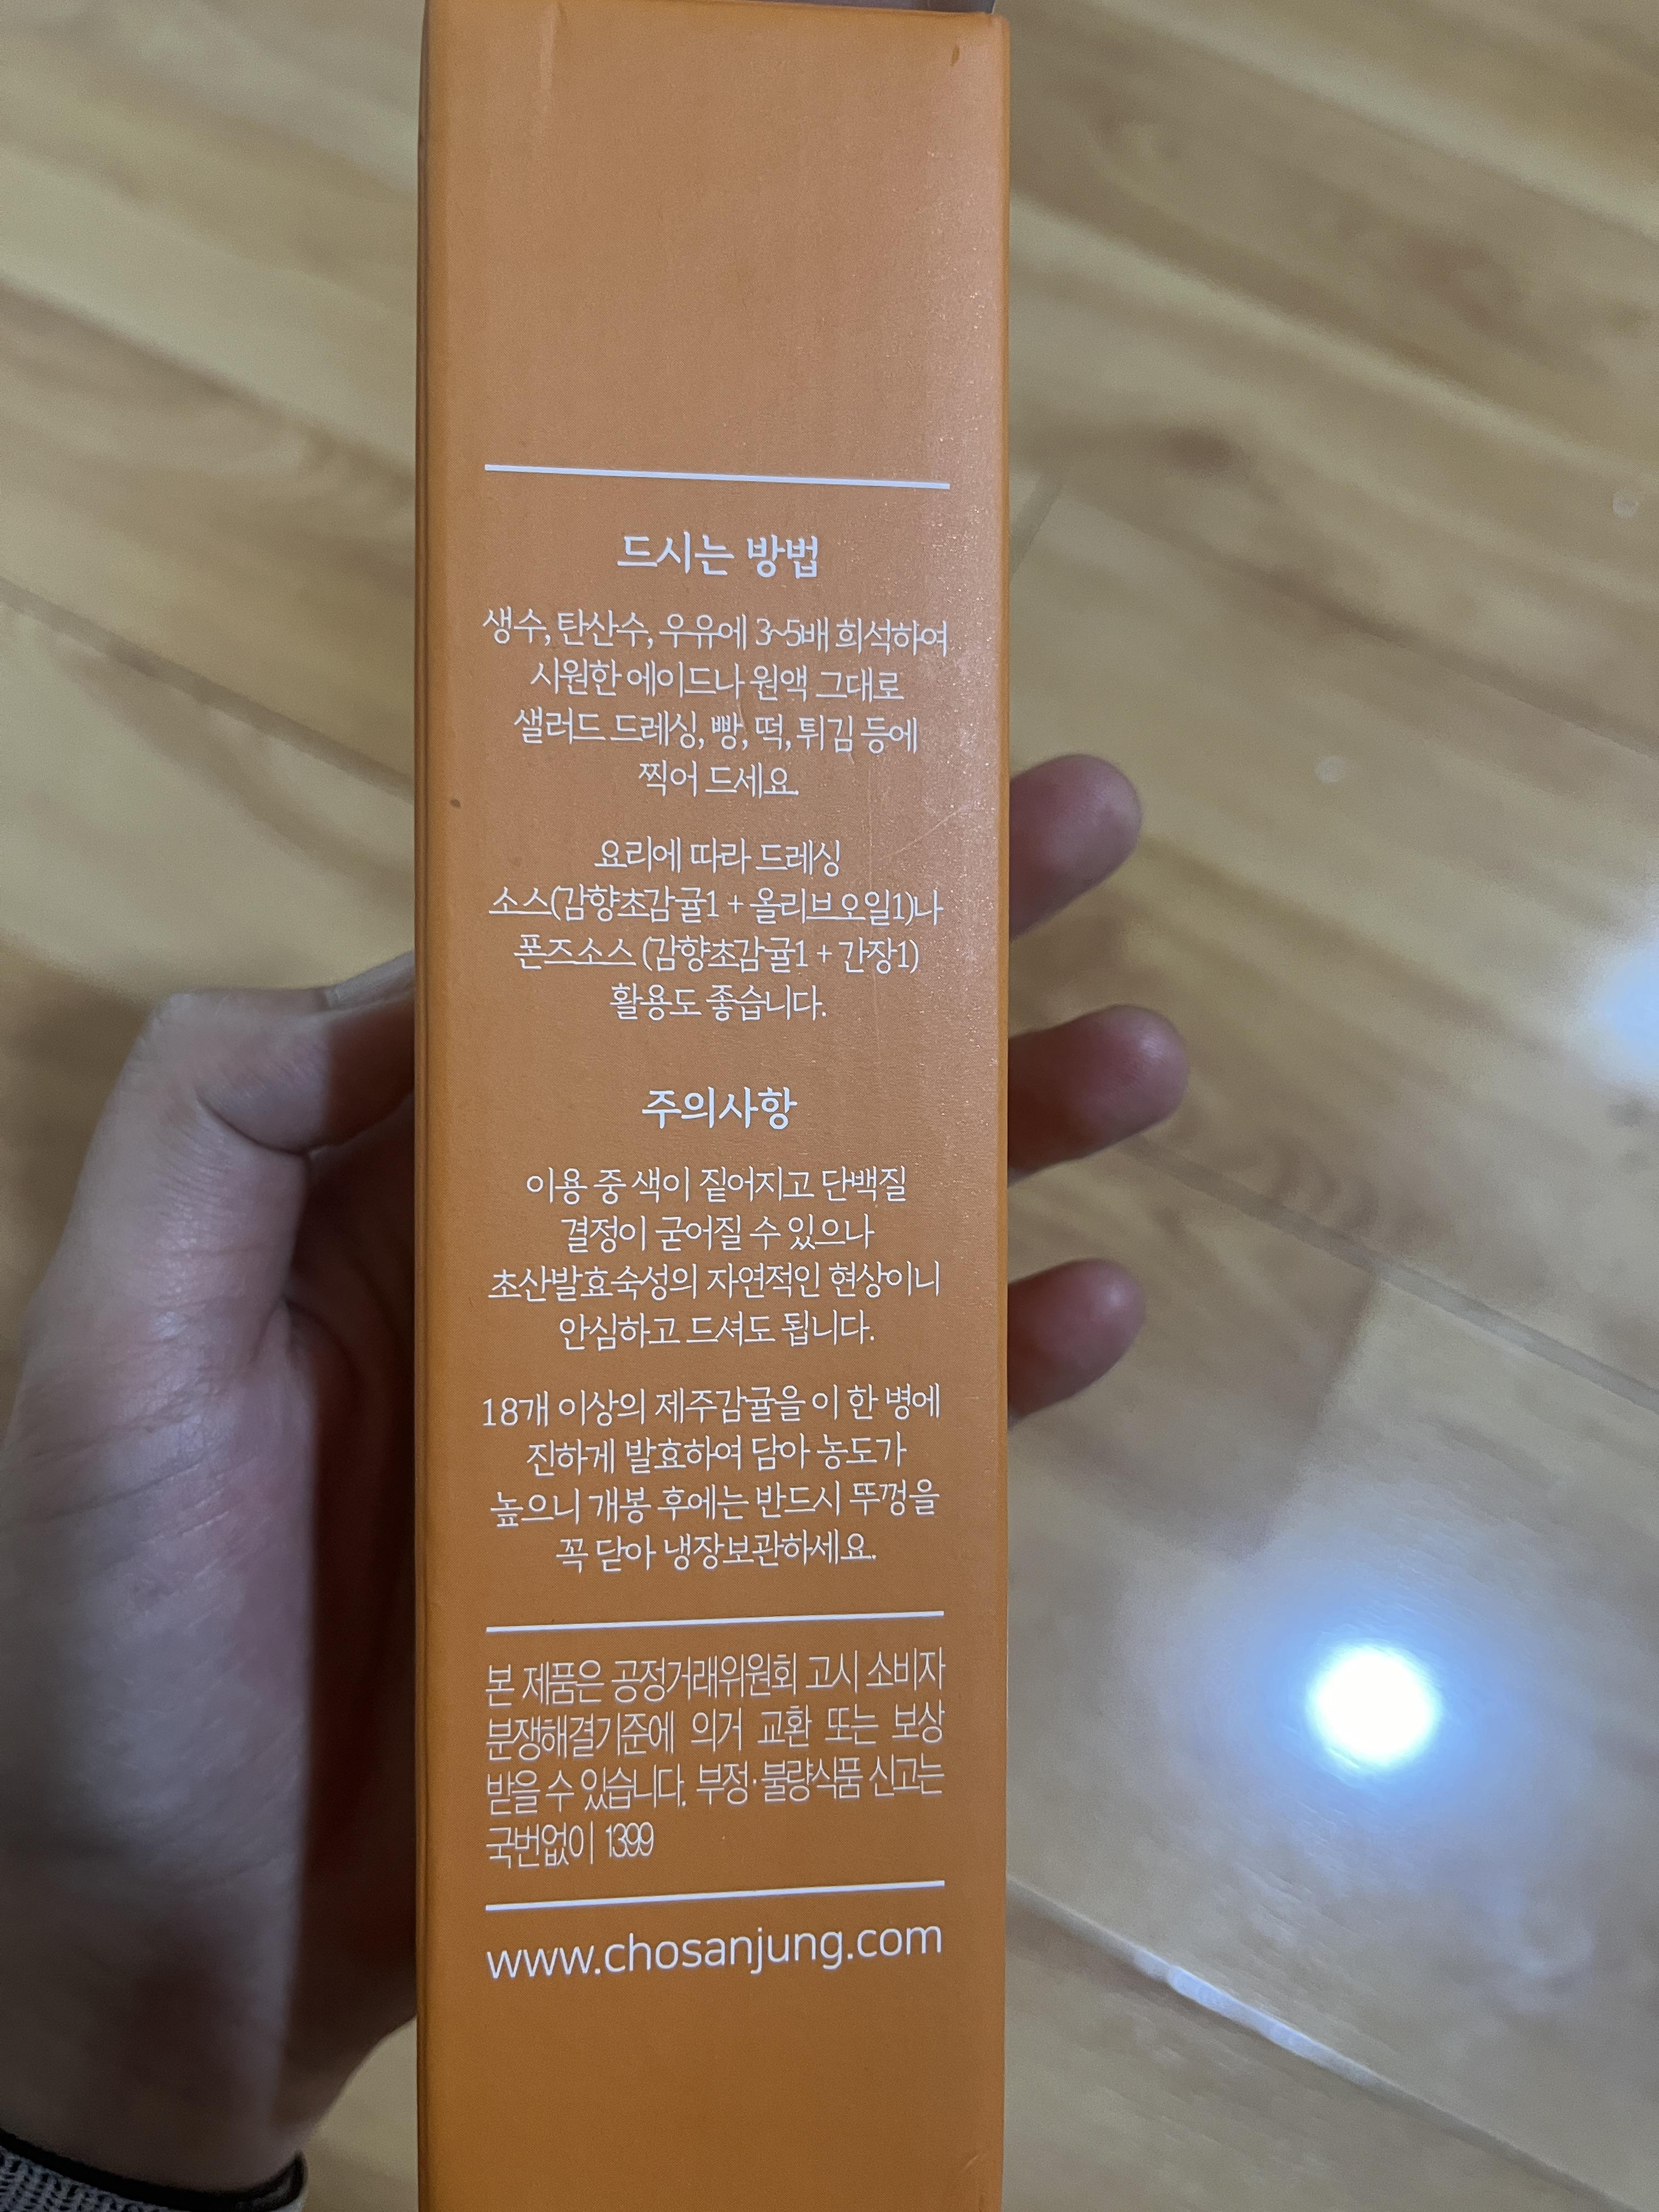 드시는 방법
생수, 탄산수, 우유에 3~5배 희석하여
시원한 에이드나 원액 그대로
샐러드 드레싱, 빵, 떡, 튀김 등에
찍어 드세요.
요리에 따라 드레싱
소스(감향초감귤1 + 올리브오일1)나
폰즈소스 (감향초감귤1 + 간장1)
활용도 좋습니다.
주의사항
이용 중 색이 짙어지고 단백질
결정이 굳어질 수 있으나
초산발효숙성의 자연적인 현상이니
안심하고 드셔도 됩니다.
18개 이상의 제주감귤을 이 한 병에
진하게 발효하여 담아 농도가
높으니 개봉 후에는 반드시 뚜껑을
꼭 닫아 냉장보관하세요.
본 제품은 공정거래위원회 고시 소비자
분쟁해결기준에 의거 교환 또는 보상
받을 수 있습니다. 부정·불량식품 신고는
국번없이 1399
www.chosanjung.com